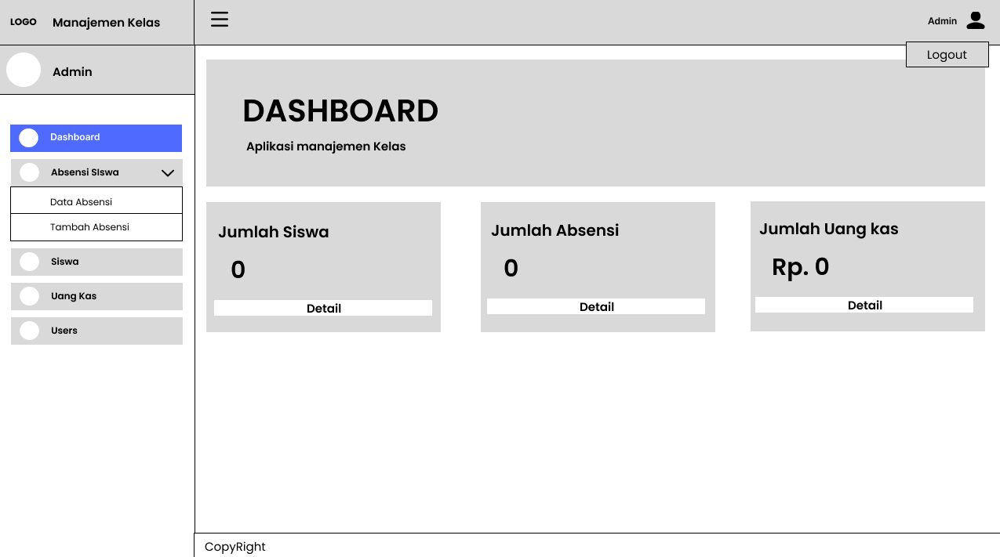 LOGO Manajemen Kelas
Admin
Logout
Admin
Dashboard
Absensi SIswa
Data Absensi
Tambah Absensi
Siswa
Uang Kas
Users
DASHBOARD
Aplikasi manajemen Kelas
Jumlah Siswa
0
Detail
Jumlah Absensi
0
Detail
Jumlah Uang kas
Rp. 0
Detail
CopyRight